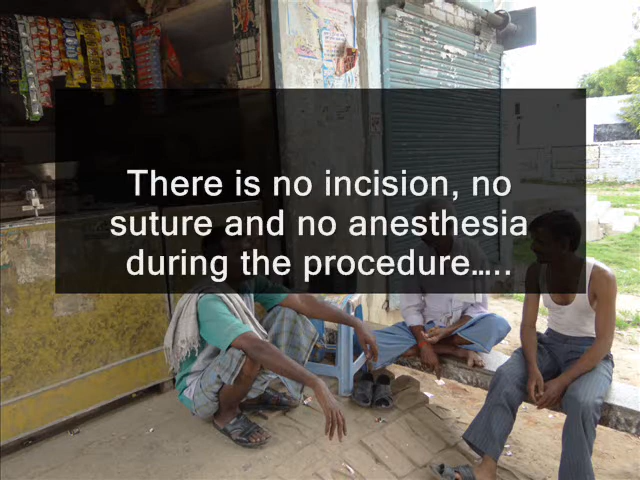 There is no incision, no
suture and no anesthesia
during the procedure.....